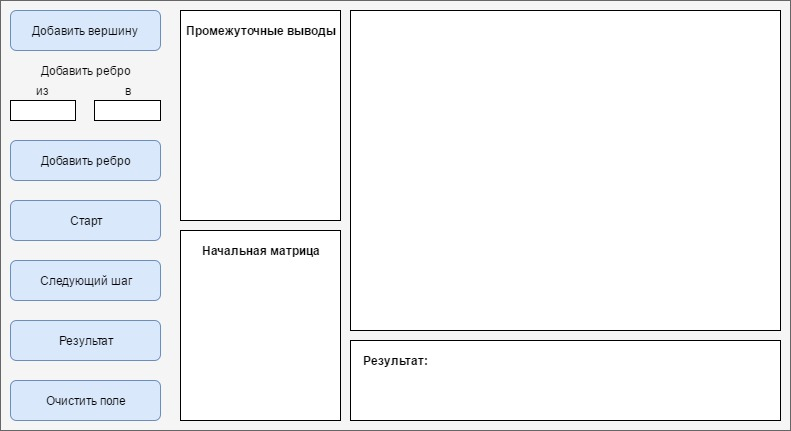 Добавить вершину
Добавить ребро
из
в
Добавить ребро
Старт
Следующий шаг
Результат
Очистить поле
Промежуточные выводы
Начальная матрица
Результат: